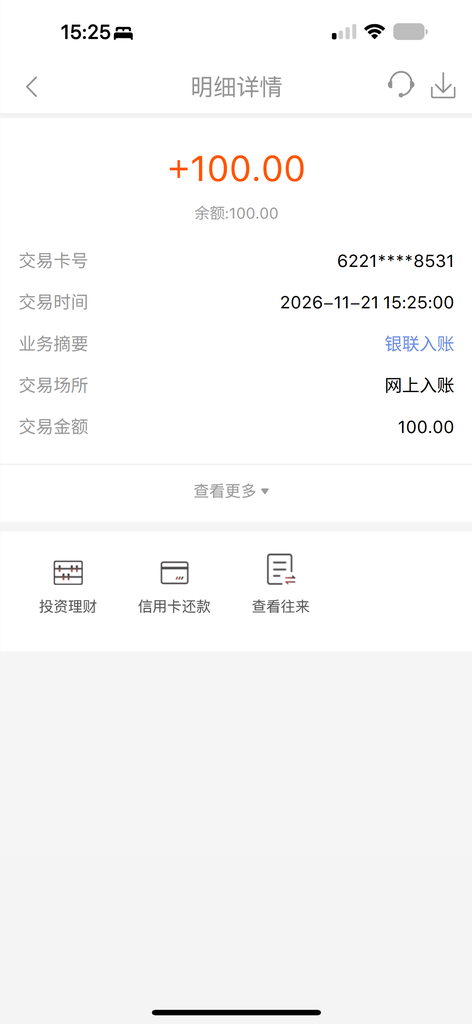 15:25
明细详情
+100.00
余额:100.00
交易卡号 6221****8531
交易时间 2026-11-21 15:25:00
业务摘要 银联入账
交易场所 网上入账
交易金额 100.00
查看更多
投资理财 信用卡还款 查看往来